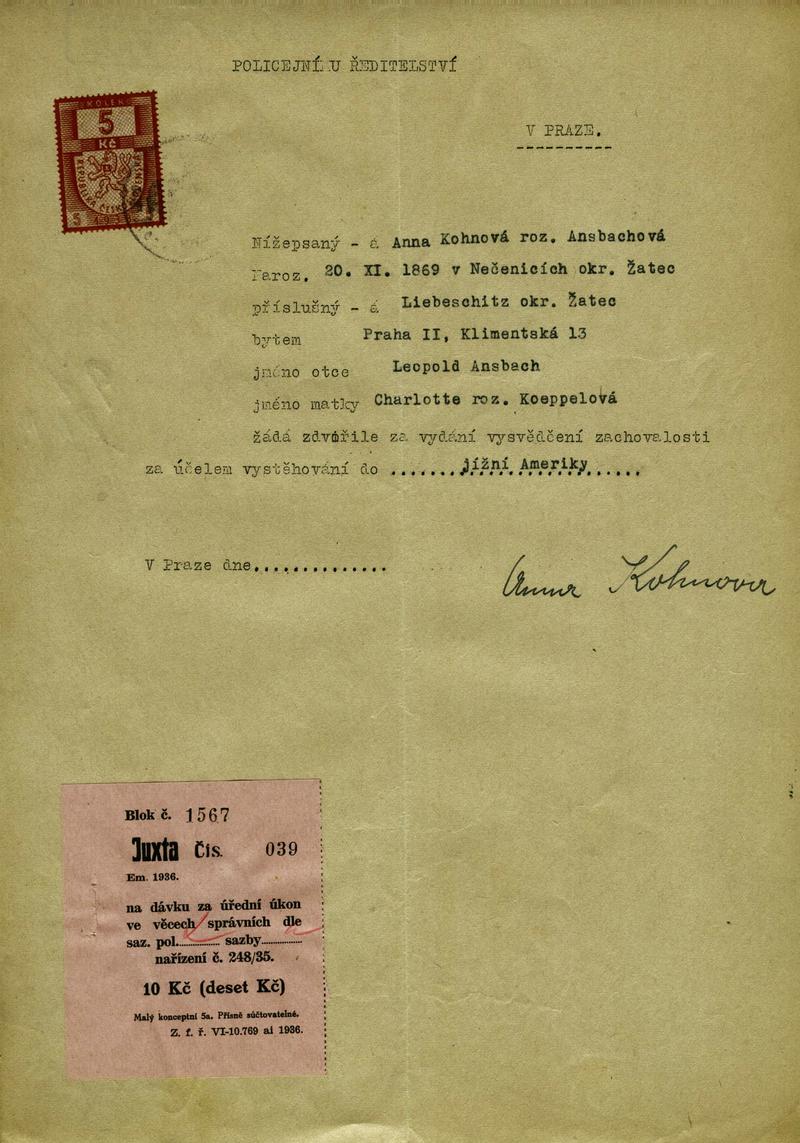 POLICEJNÍMU ŘEDITELSTVÍ
KOLEK
5
Kč
V PRAZE.
REPUBLIKA ČESKOSLOVENSKÁ
Nížepsaný - á Anna Kohnová roz. Ansbachová
naroz. 20. XI. 1869 v Nečenicích okr. Žatec
příslušný - á Liebeschitz okr. Žatec
bytem Praha II, Klimentská 13
jméno otce Leopold Ansbach
jméno matky Charlotte roz. Koeppelová
žádá zdvořile za vydání vysvědčení zachovalosti
za účelem vystěhování do .......jižní Ameriky......
V Praze dne..............
Anna Kohnova
Blok č. 1567
Juxta Čís. 039
Em. 1936.
na dávku za úřední úkon
ve věcech správních dle
saz. pol............ sazby............
nařízení č. 248/35.
10 Kč (deset Kč)
Malý konceptní 5a. Přísně súčtovatelné.
Z. f. ř. VI-10.769 ai 1936.